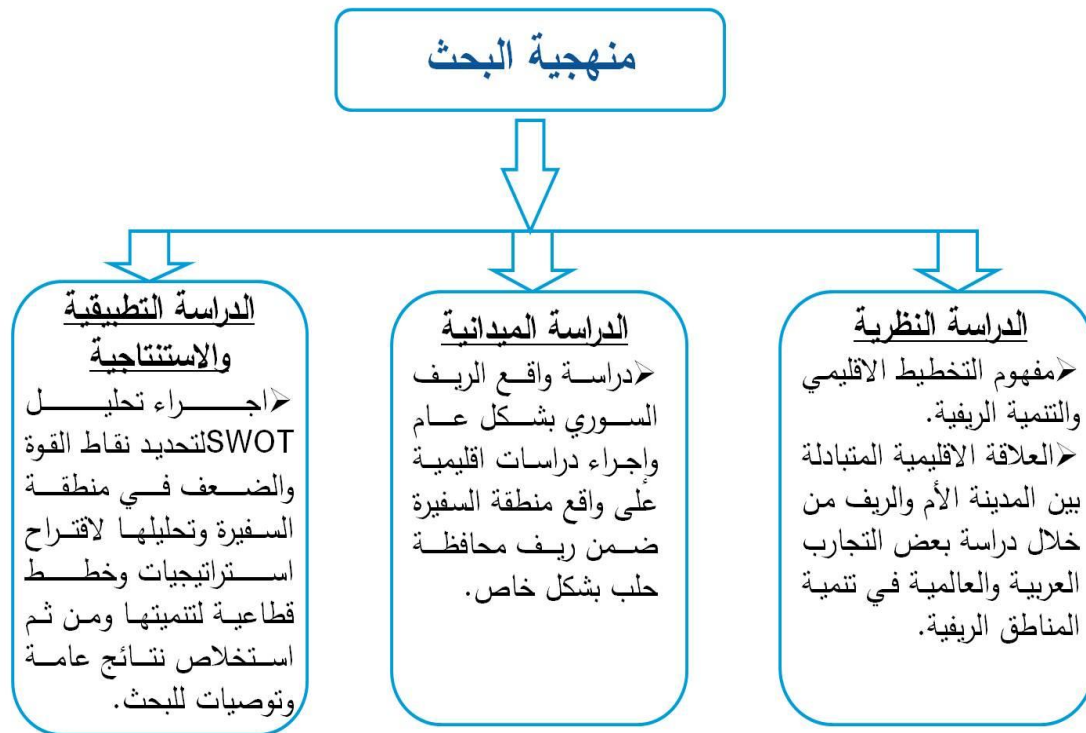 منهجية البحث
الدراسة النظرية
➢مفهوم التخطيط الاقليمي
والتنمية الريفية.
➢العلاقة الاقليمية المتبادلة
بين المدينة الأم والريف من
خلال دراسة بعض التجارب
العربية والعالمية في تنمية
المناطق الريفية.
الدراسة الميدانية
➢دراسة واقع الريف
السوري بشكل عام
وإجراء دراسات اقليمية
على واقع منطقة السفيرة
ضمن ريف محافظة
حلب بشكل خاص.
الدراسة التطبيقية
والاستنتاجية
➢اجراء تحليل
SWOTلتحديد نقاط القوة
والضعف في منطقة
السفيرة وتحليلها لاقتراح
استراتيجيات وخطط
قطاعية لتنميتها ومن ثم
استخلاص نتائج عامة
وتوصيات للبحث.